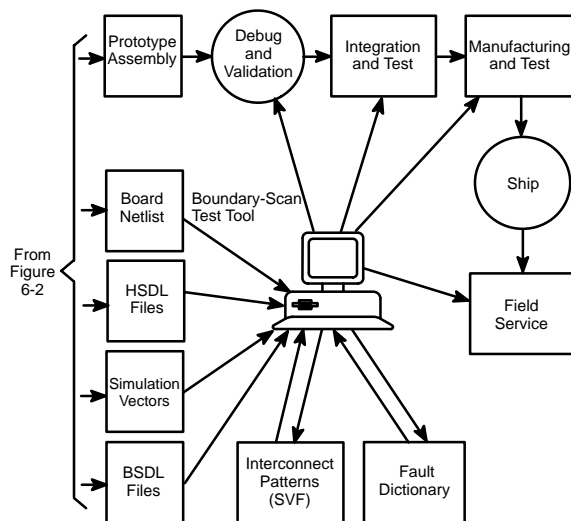 Prototype
Assembly
Debug
and
Validation
Integration
and Test
Manufacturing
and Test
Ship
Field
Service
From
Figure
6-2
Board
Netlist
Boundary-Scan
Test Tool
HSDL
Files
Simulation
Vectors
BSDL
Files
Interconnect
Patterns
(SVF)
Fault
Dictionary